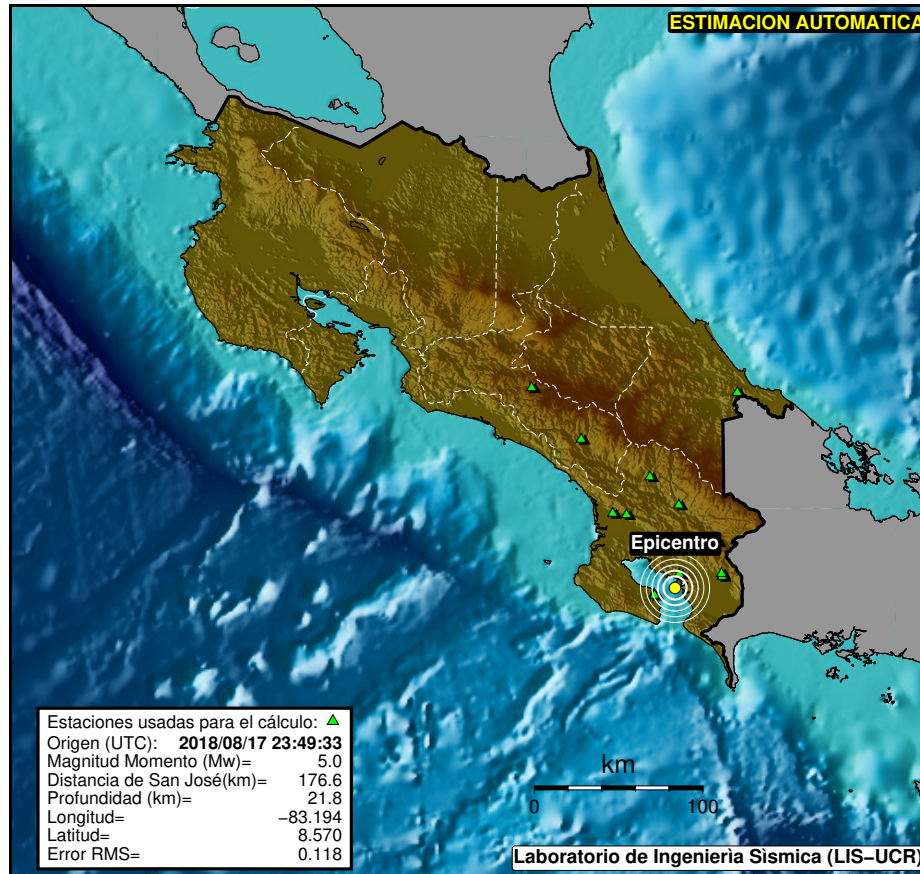 ESTIMACION AUTOMATICA
Epicentro
Estaciones usadas para el cálculo:
Origen (UTC): 2018/08/17 23:49:33
Magnitud Momento (Mw)= 5.0
Distancia de San José(km)= 176.6
Profundidad (km)= 21.8
Longitud= −83.194
Latitud= 8.570
Error RMS= 0.118
km
0 100
Laboratorio de Ingenierìa Sìsmica (LIS−UCR)